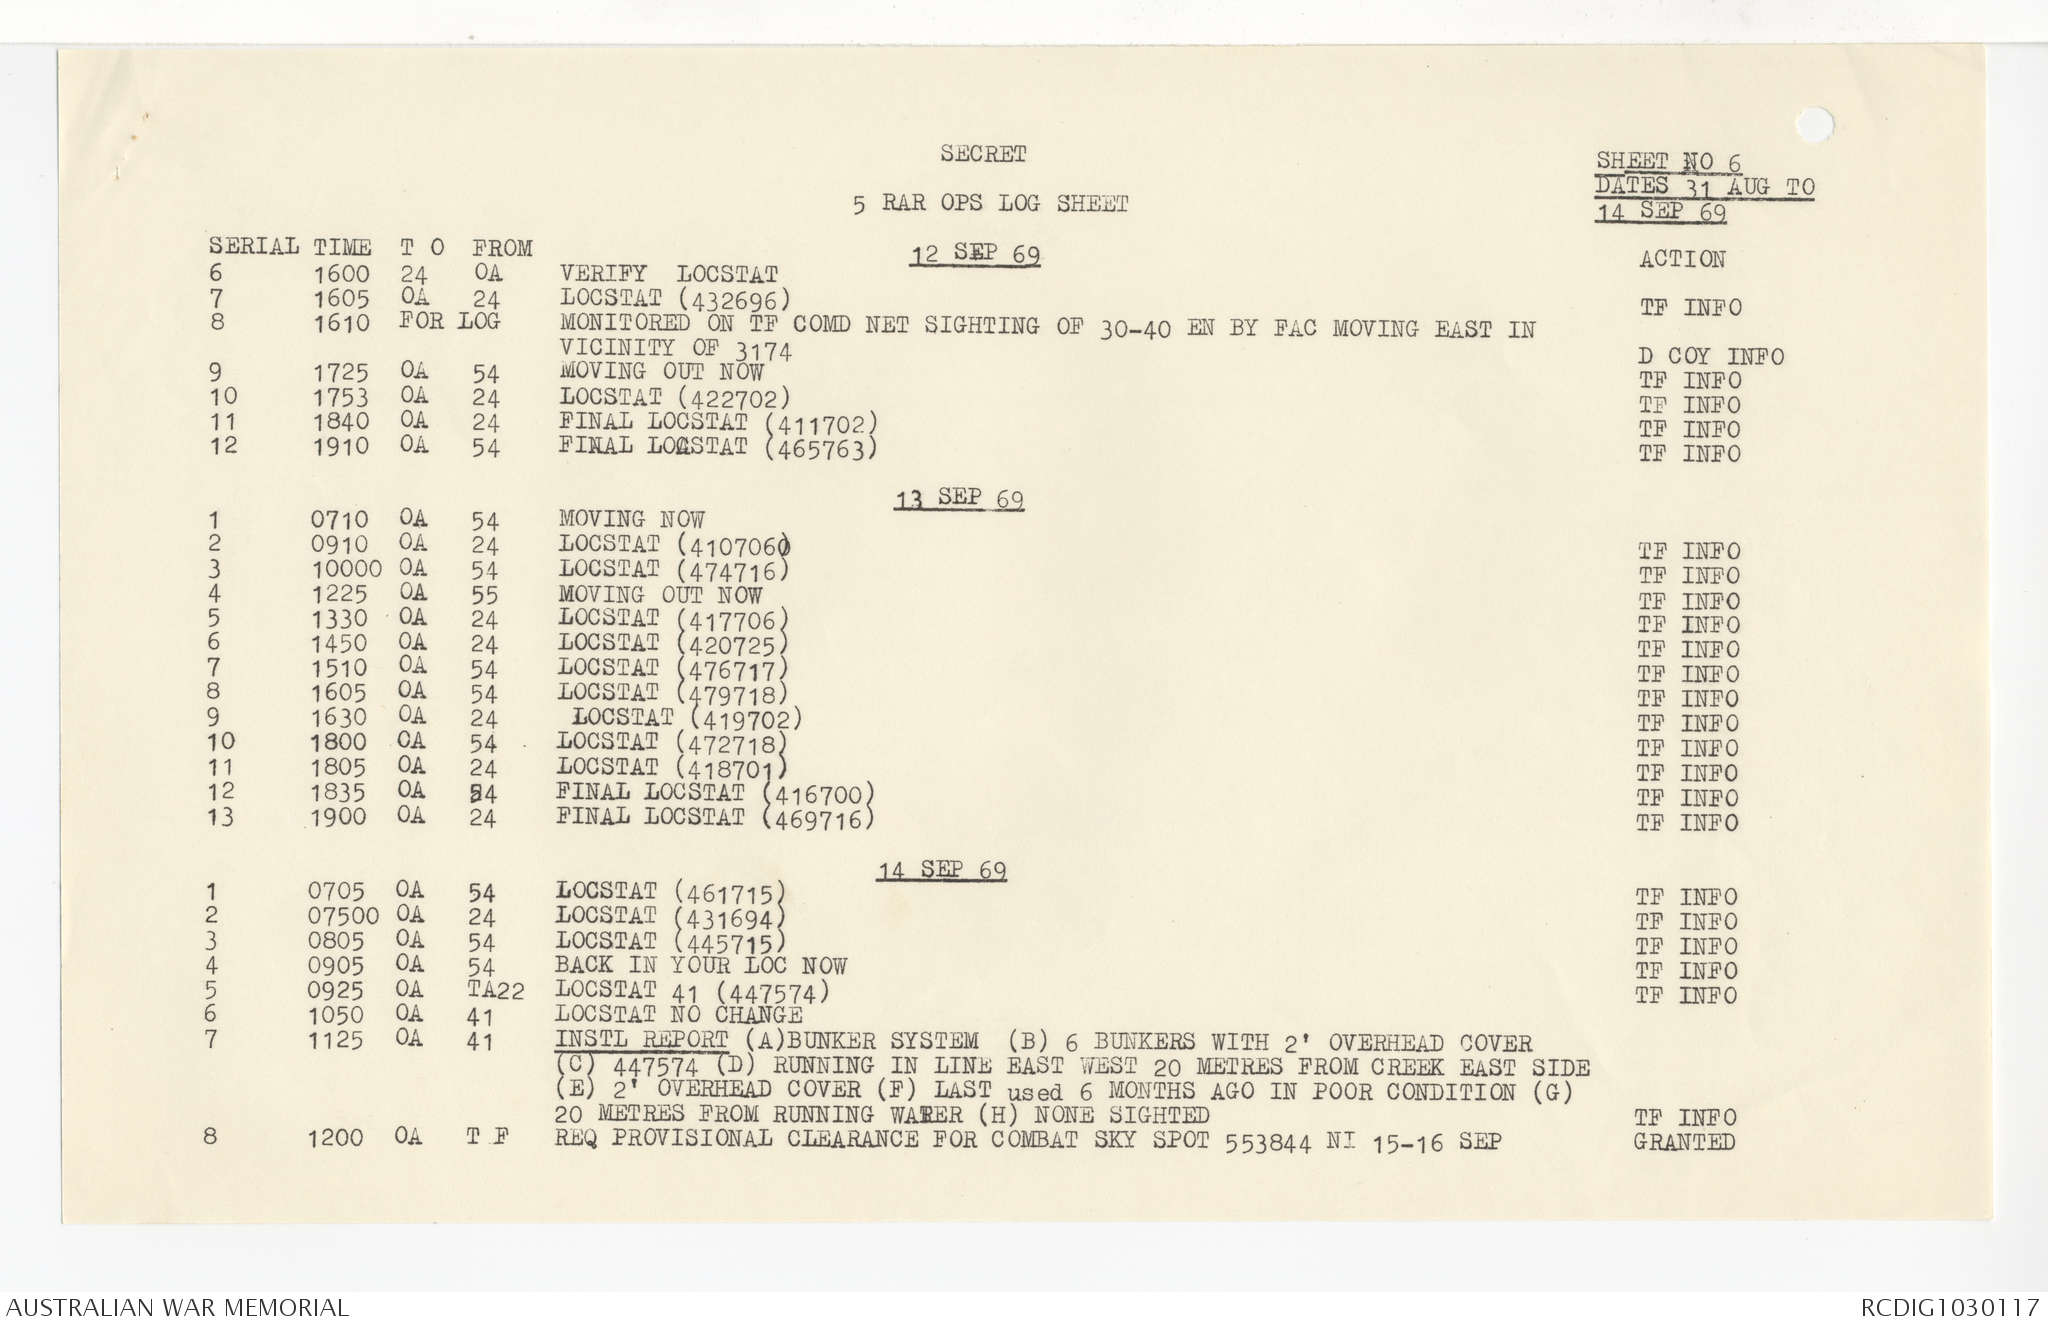 SECRET
5 RAR OPS LOG SHEET
SHEET NO 6
DATES 31 AUG TO
14 SEP 69
SERIAL TIME T O FROM 12 SEP 69 ACTION
6 1600 24 OA VERIFY LOCSTAT
7 1605 OA 24 LOCSTAT (432696) TF INFO
8 1610 FOR LOG MONITORED ON TF COMD NET SIGHTING OF 30-40 EN BY FAC MOVING EAST IN
VICINITY OF 3174 D COY INFO
9 1725 OA 54 MOVING OUT NOW TF INFO
10 1753 OA 24 LOCSTAT (422702) TF INFO
11 1840 OA 24 FINAL LOCSTAT (411702) TF INFO
12 1910 OA 54 FINAL LOCSTAT (465763) TF INFO
13 SEP 69
1 0710 OA 54 MOVING NOW
2 0910 OA 24 LOCSTAT (410706) TF INFO
3 10000 OA 54 LOCSTAT (474716) TF INFO
4 1225 OA 55 MOVING OUT NOW TF INFO
5 1330 OA 24 LOCSTAT (417706) TF INFO
6 1450 OA 24 LOCSTAT (420725) TF INFO
7 1510 OA 54 LOCSTAT (476717) TF INFO
8 1605 OA 54 LOCSTAT (479718) TF INFO
9 1630 OA 24 LOCSTAT (419702) TF INFO
10 1800 OA 54 LOCSTAT (472718) TF INFO
11 1805 OA 24 LOCSTAT (418701) TF INFO
12 1835 OA FINAL LOCSTAT (416700) TF INFO
13 1900 OA 24 FINAL LOCSTAT (469716) TF INFO
14 SEP 69
1 0705 OA 54 LOCSTAT (461715) TF INFO
2 07500 OA 24 LOCSTAT (431694) TF INFO
3 0805 OA 54 LOCSTAT (445715) TF INFO
4 0905 OA 54 BACK IN YOUR LOC NOW TF INFO
5 0925 OA TA22 LOCSTAT 41 (447574) TF INFO
6 1050 OA 41 LOCSTAT NO CHANGE
7 1125 OA 41 INSTL REPORT (A)BUNKER SYSTEM (B) 6 BUNKERS WITH 2' OVERHEAD COVER
(C) 447574 (D) RUNNING IN LINE EAST WEST 20 METRES FROM CREEK EAST SIDE
(E) 2' OVERHEAD COVER (F) LAST used 6 MONTHS AGO IN POOR CONDITION (G)
20 METRES FROM RUNNING WATER (H) NONE SIGHTED TF INFO
8 1200 OA T F REQ PROVISIONAL CLEARANCE FOR COMBAT SKY SPOT 553844 NI 15-16 SEP GRANTED
AUSTRALIAN WAR MEMORIAL RCDIG1030117